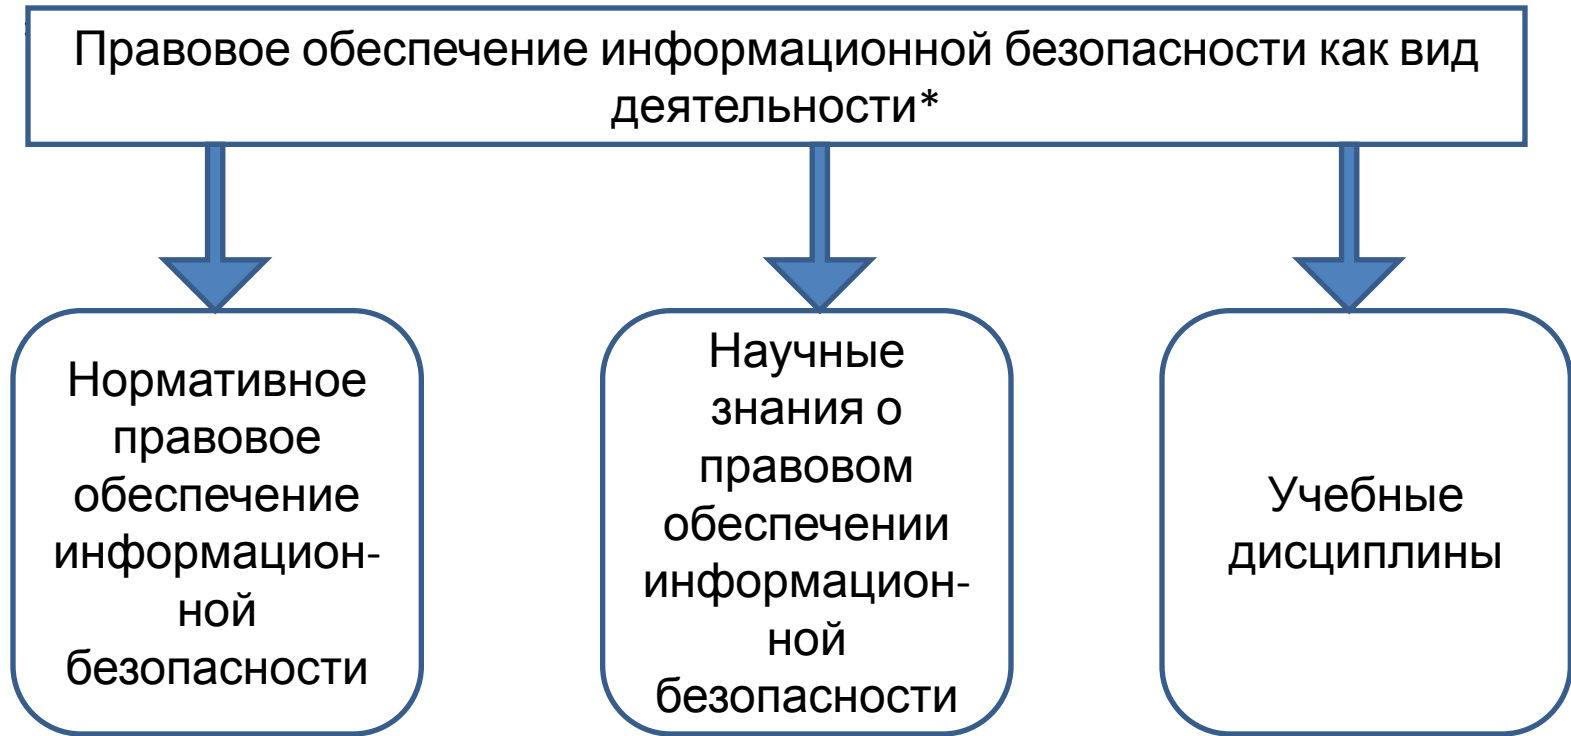 Правовое обеспечение информационной безопасности как вид
деятельности*
Нормативное
правовое
обеспечение
информацион-
ной
безопасности
Научные
знания о
правовом
обеспечении
информацион-
ной
безопасности
Учебные
дисциплины